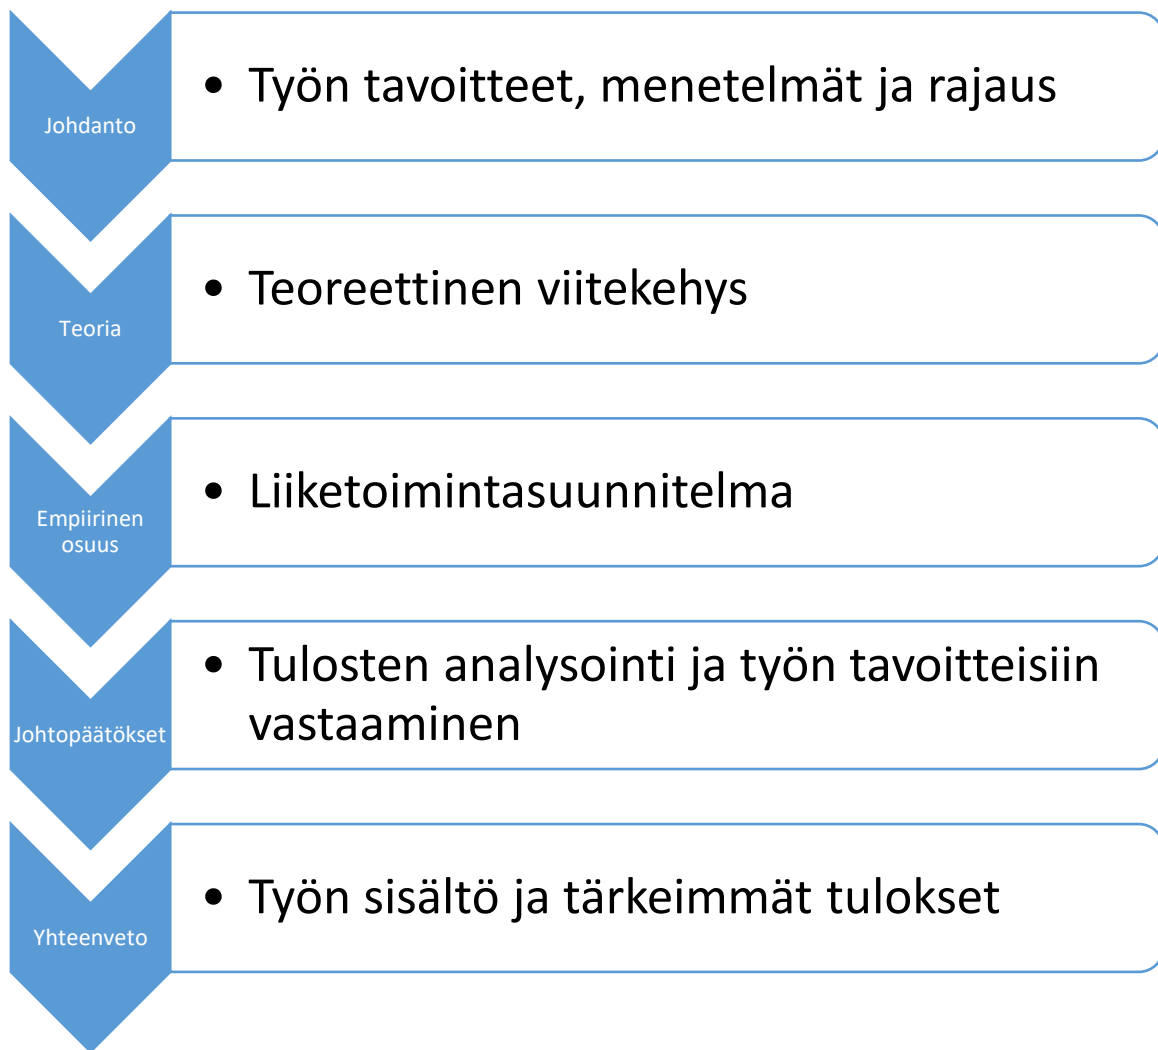 Johdanto
• Työn tavoitteet, menetelmät ja rajaus
Teoria
• Teoreettinen viitekehys
Empiirinen
osuus
• Liiketoimintasuunnitelma
Johtopäätökset
• Tulosten analysointi ja työn tavoitteisiin
vastaaminen
Yhteenveto
• Työn sisältö ja tärkeimmät tulokset